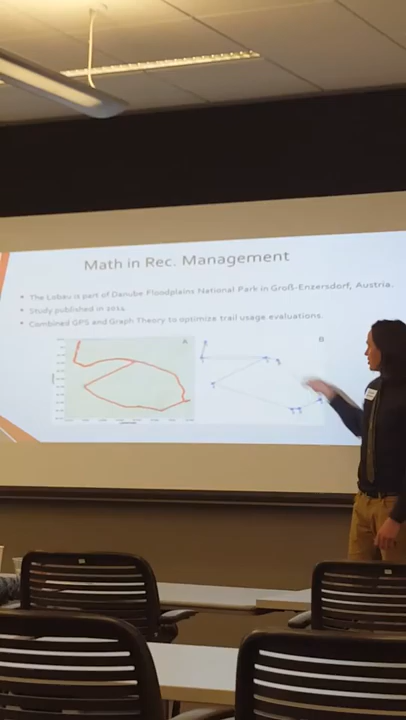 Math in Rec. Management
• The Lobau is part of Danube Floodplains National Park in Groß-Enzersdorf, Austria.
• Study published in 2014
• Combined GPS and Graph Theory to optimize trail usage evaluations.
A
B